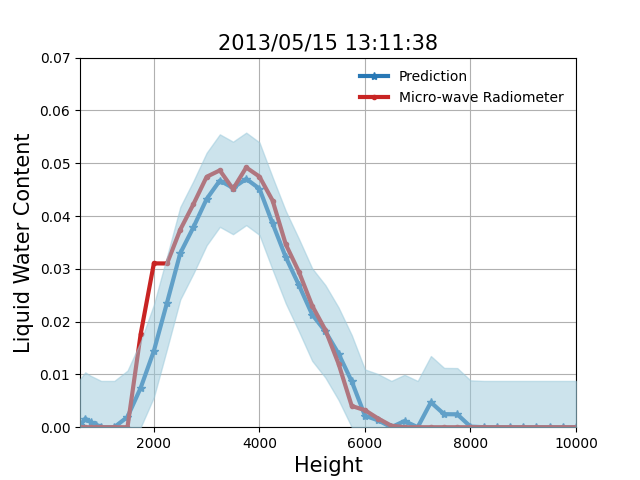 2013/05/15 13:11:38
Prediction
Micro-wave Radiometer
Liquid Water Content
0.07
0.06
0.05
0.04
0.03
0.02
0.01
0.00
2000 4000 6000 8000 10000
Height